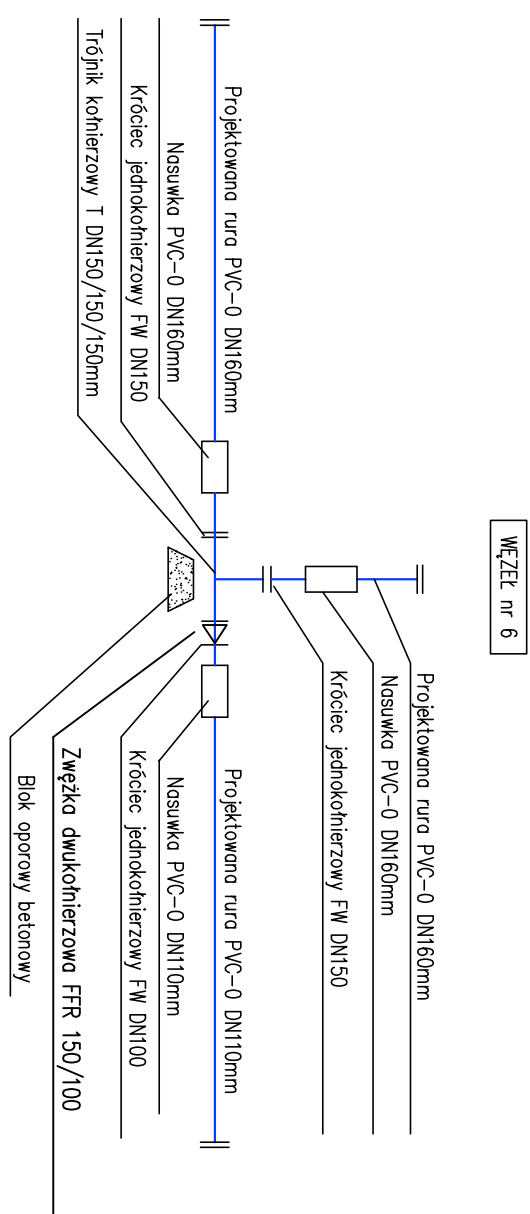 WĘZEŁ nr 6
Projektowana rura PVC-O DN160mm
Nasuwka PVC-O DN160mm
Króciec jednokołnierzowy FW DN150
Projektowana rura PVC-O DN160mm
Nasuwka PVC-O DN160mm
Króciec jednokołnierzowy FW DN150
Trójnik kołnierzowy T DN150/150/150mm
Projektowana rura PVC-O DN110mm
Nasuwka PVC-O DN110mm
Króciec jednokołnierzowy FW DN100
Zwężka dwukołnierzowa FFR 150/100
Blok oporowy betonowy